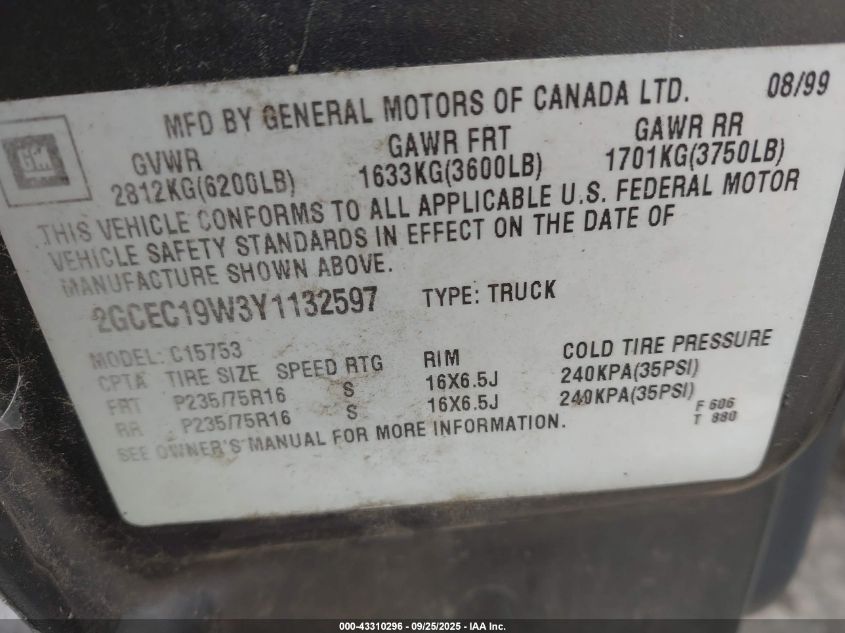 MFD BY GENERAL MOTORS OF CANADA LTD. 08/99
GM
GVWR GAWR FRT GAWR RR
2812KG(6200LB) 1633KG(3600LB) 1701KG(3750LB)
THIS VEHICLE CONFORMS TO ALL APPLICABLE U.S. FEDERAL MOTOR
VEHICLE SAFETY STANDARDS IN EFFECT ON THE DATE OF
MANUFACTURE SHOWN ABOVE.
2GCEC19W3Y1132597 TYPE: TRUCK
MODEL: C15753
CPTA TIRE SIZE SPEED RTG RIM COLD TIRE PRESSURE
FRT P235/75R16 S 16X6.5J 240KPA(35PSI)
RR P235/75R16 S 16X6.5J 240KPA(35PSI)
SEE OWNER'S MANUAL FOR MORE INFORMATION.
F 606
T 880
000-43310296 - 09/25/2025 - IAA Inc.